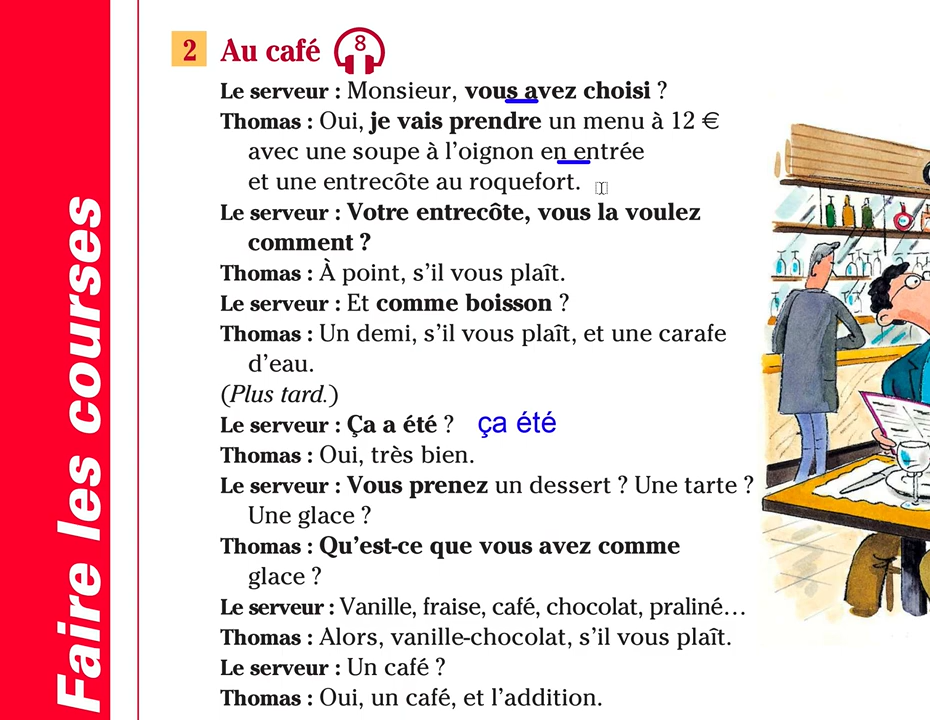 Faire les courses
2 Au café 8
Le serveur : Monsieur, vous avez choisi ?
Thomas : Oui, je vais prendre un menu à 12 €
avec une soupe à l'oignon en entrée
et une entrecôte au roquefort.
Le serveur : Votre entrecôte, vous la voulez
comment ?
Thomas : À point, s'il vous plaît.
Le serveur : Et comme boisson ?
Thomas : Un demi, s'il vous plaît, et une carafe
d'eau.
(Plus tard.)
Le serveur : Ça a été ? ça été
Thomas : Oui, très bien.
Le serveur : Vous prenez un dessert ? Une tarte ?
Une glace ?
Thomas : Qu'est-ce que vous avez comme
glace ?
Le serveur : Vanille, fraise, café, chocolat, praliné…
Thomas : Alors, vanille-chocolat, s'il vous plaît.
Le serveur : Un café ?
Thomas : Oui, un café, et l'addition.